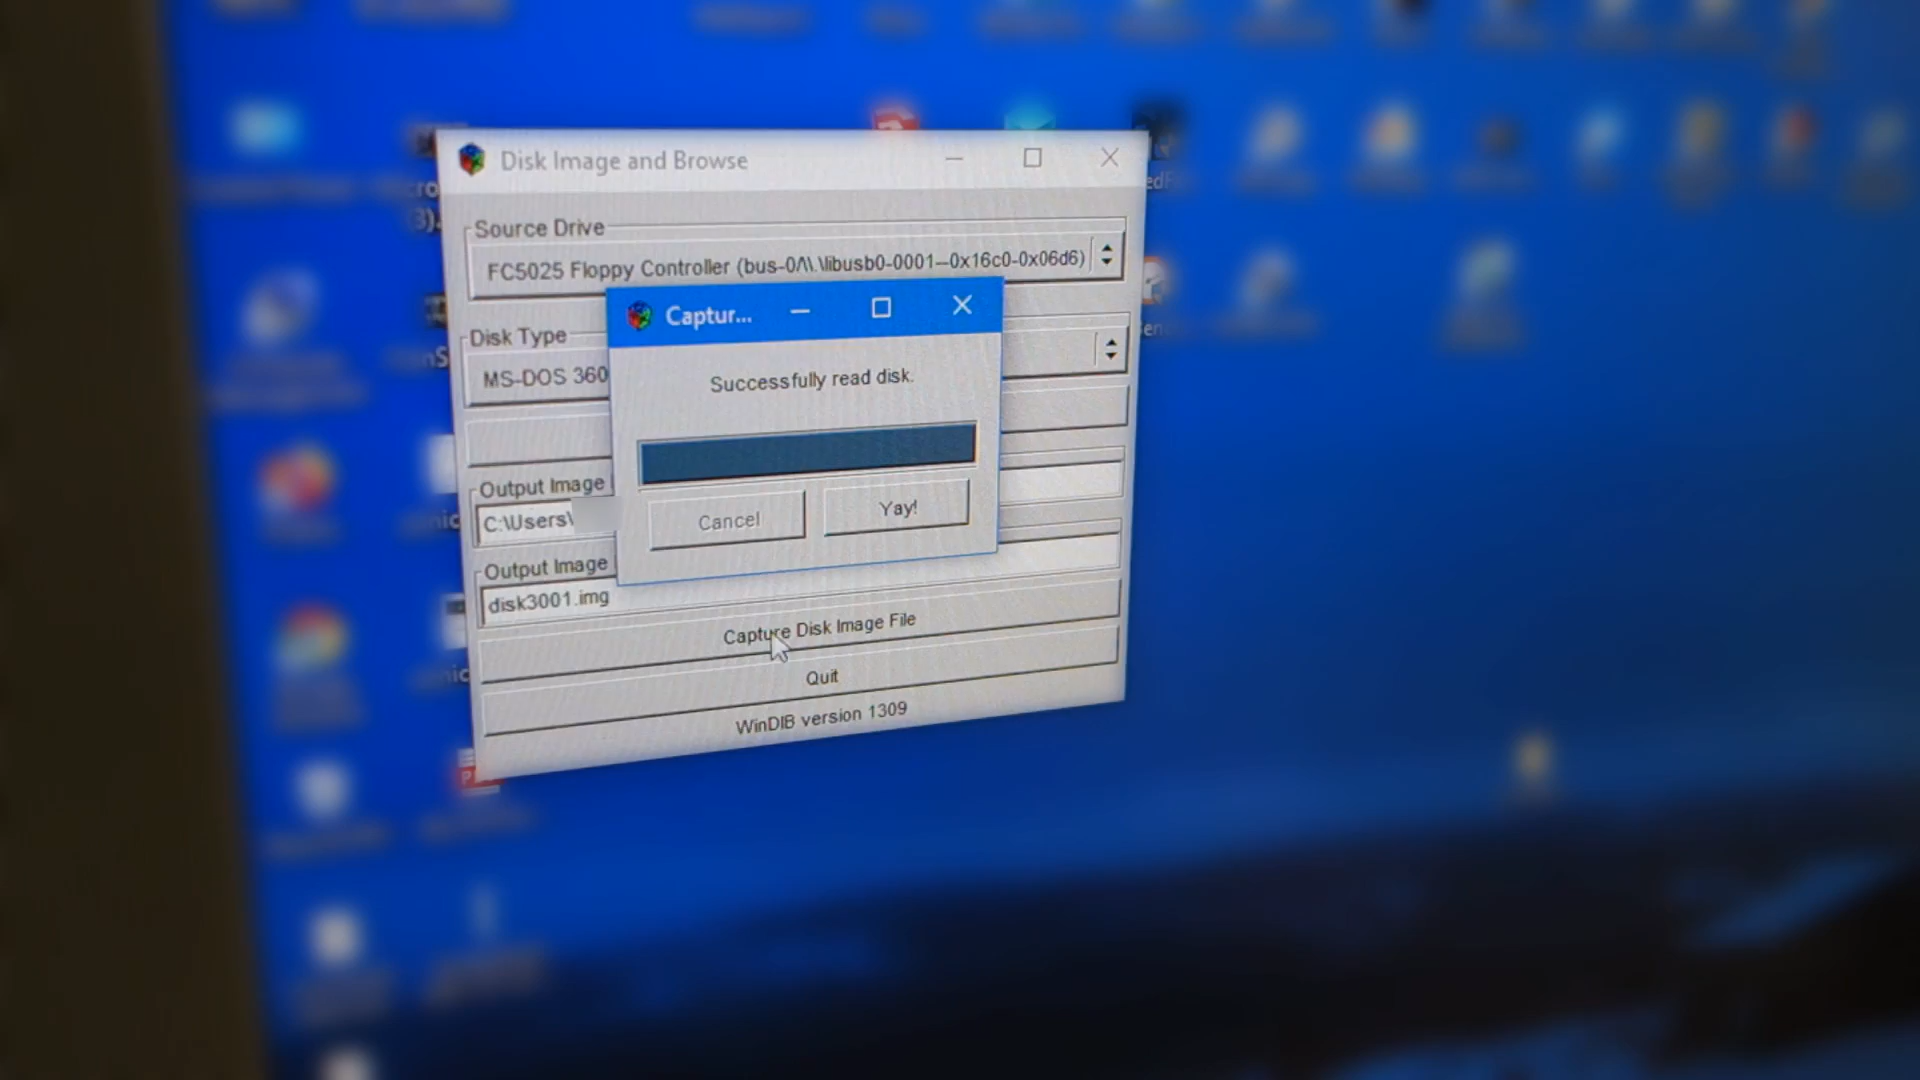 Disk Image and Browse
Source Drive
FC5025 Floppy Controller (bus-0/\\.\libusb0-0001--0x16c0-0x06d6)
Captur...
Disk Type
MS-DOS 360
Successfully read disk.
Output Image
C:\Users\
Cancel
Yay!
Output Image
disk3001.img
Capture Disk Image File
Quit
WinDIB version 1309